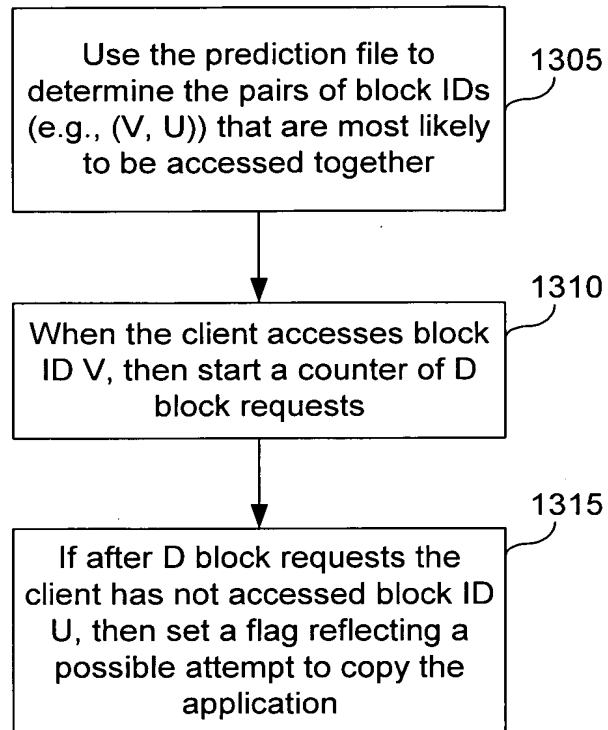 Use the prediction file to
determine the pairs of block IDs
(e.g., (V, U)) that are most likely
to be accessed together
1305
When the client accesses block
ID V, then start a counter of D
block requests
1310
If after D block requests the
client has not accessed block ID
U, then set a flag reflecting a
possible attempt to copy the
application
1315